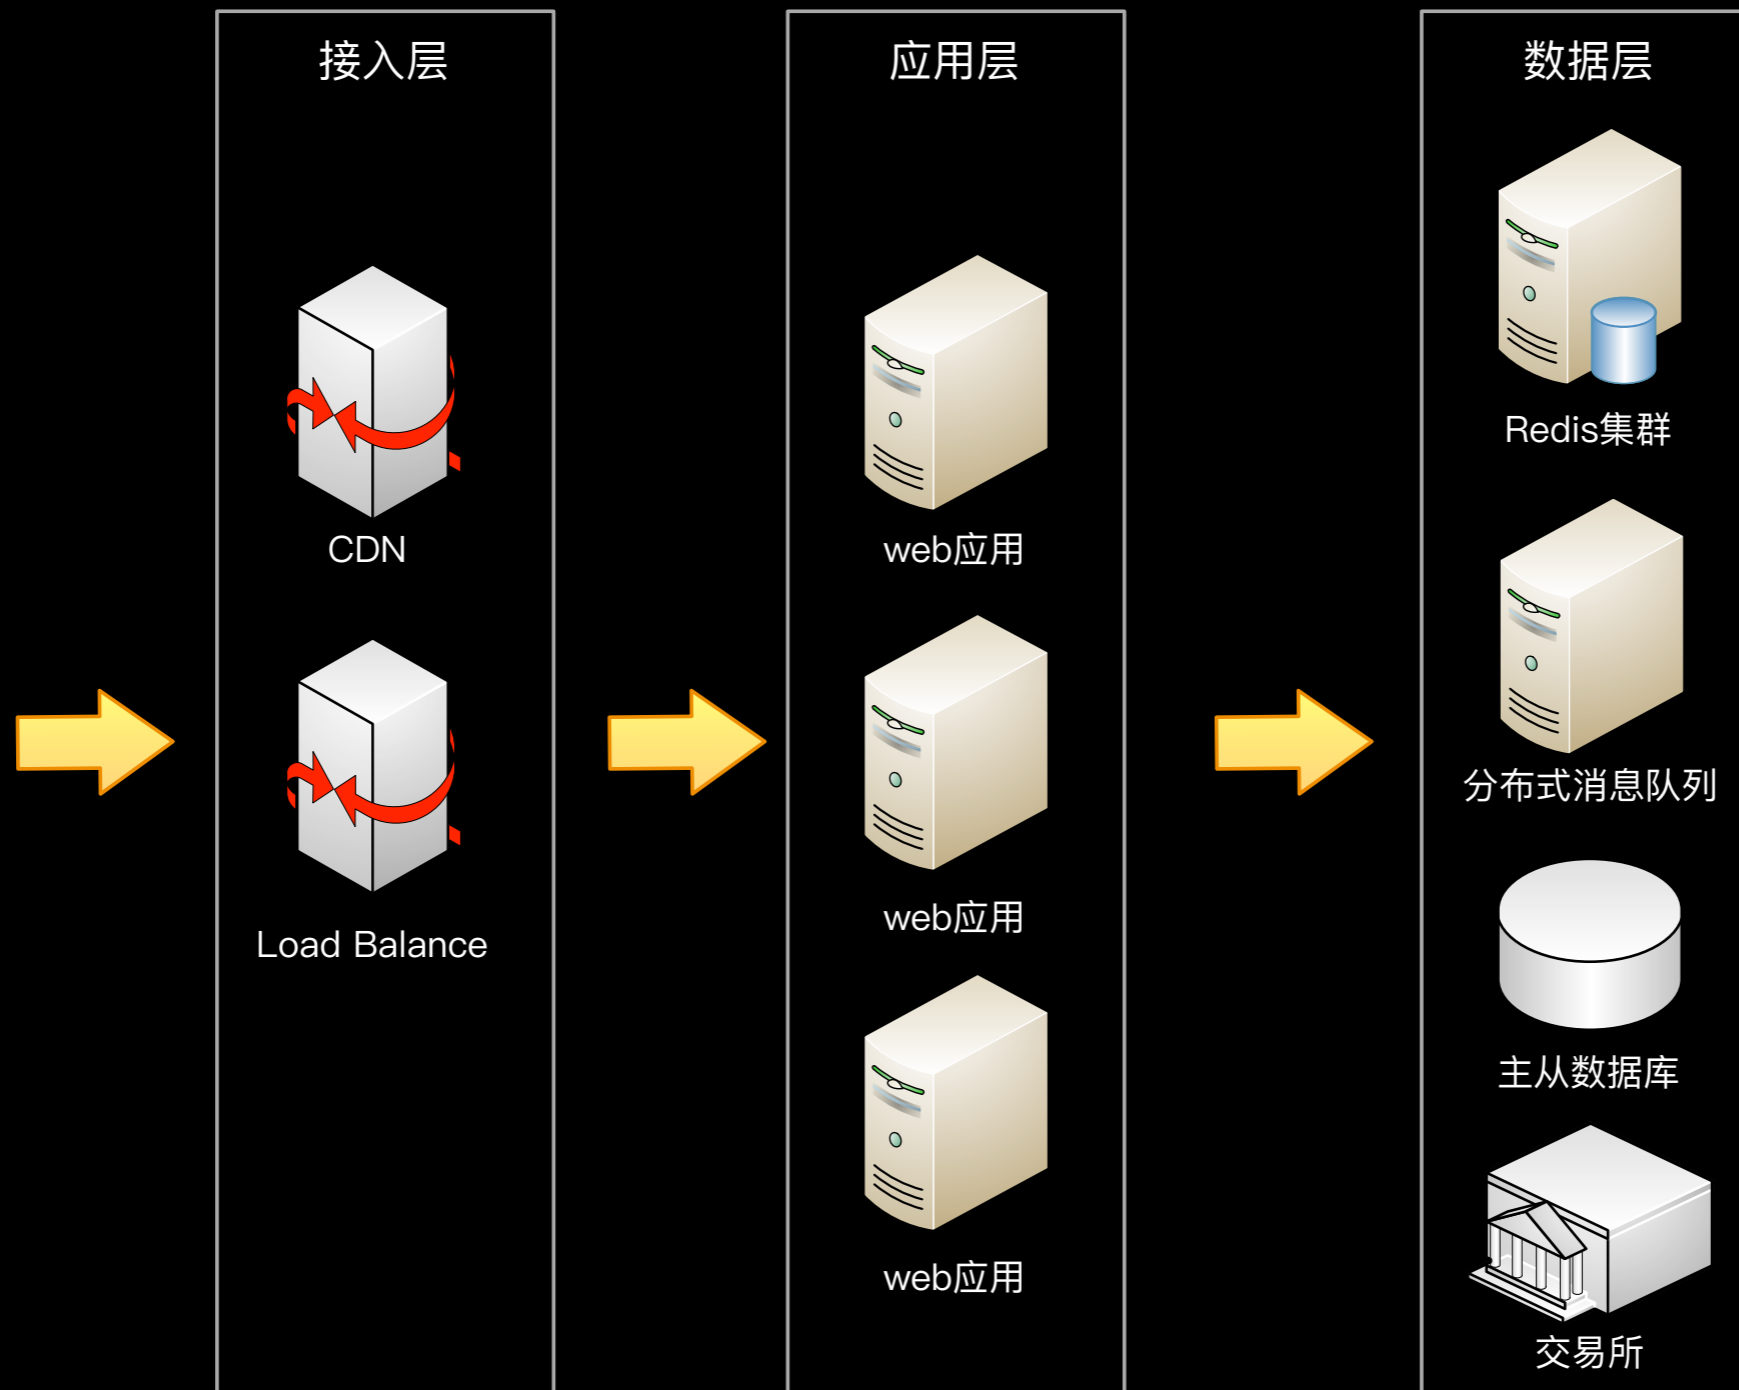 接入层
CDN
Load Balance
应用层
web应用
web应用
web应用
数据层
Redis集群
分布式消息队列
主从数据库
交易所